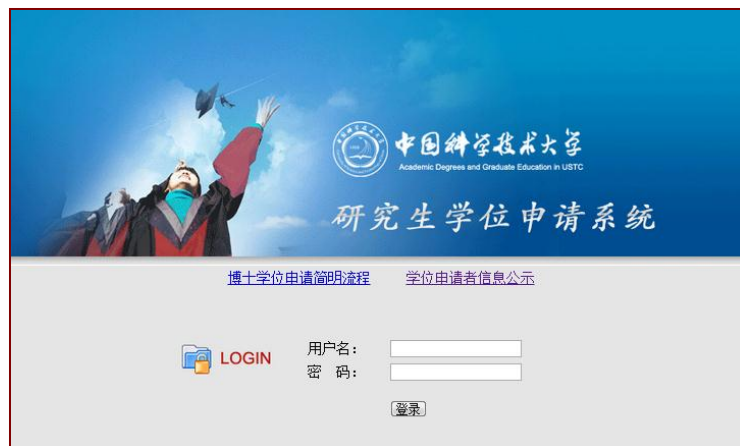 中国科学技术大学
Academic Degrees and Graduate Education in USTC
研究生学位申请系统
博士学位申请简明流程 学位申请者信息公示
LOGIN
用户名:
密 码:
登录